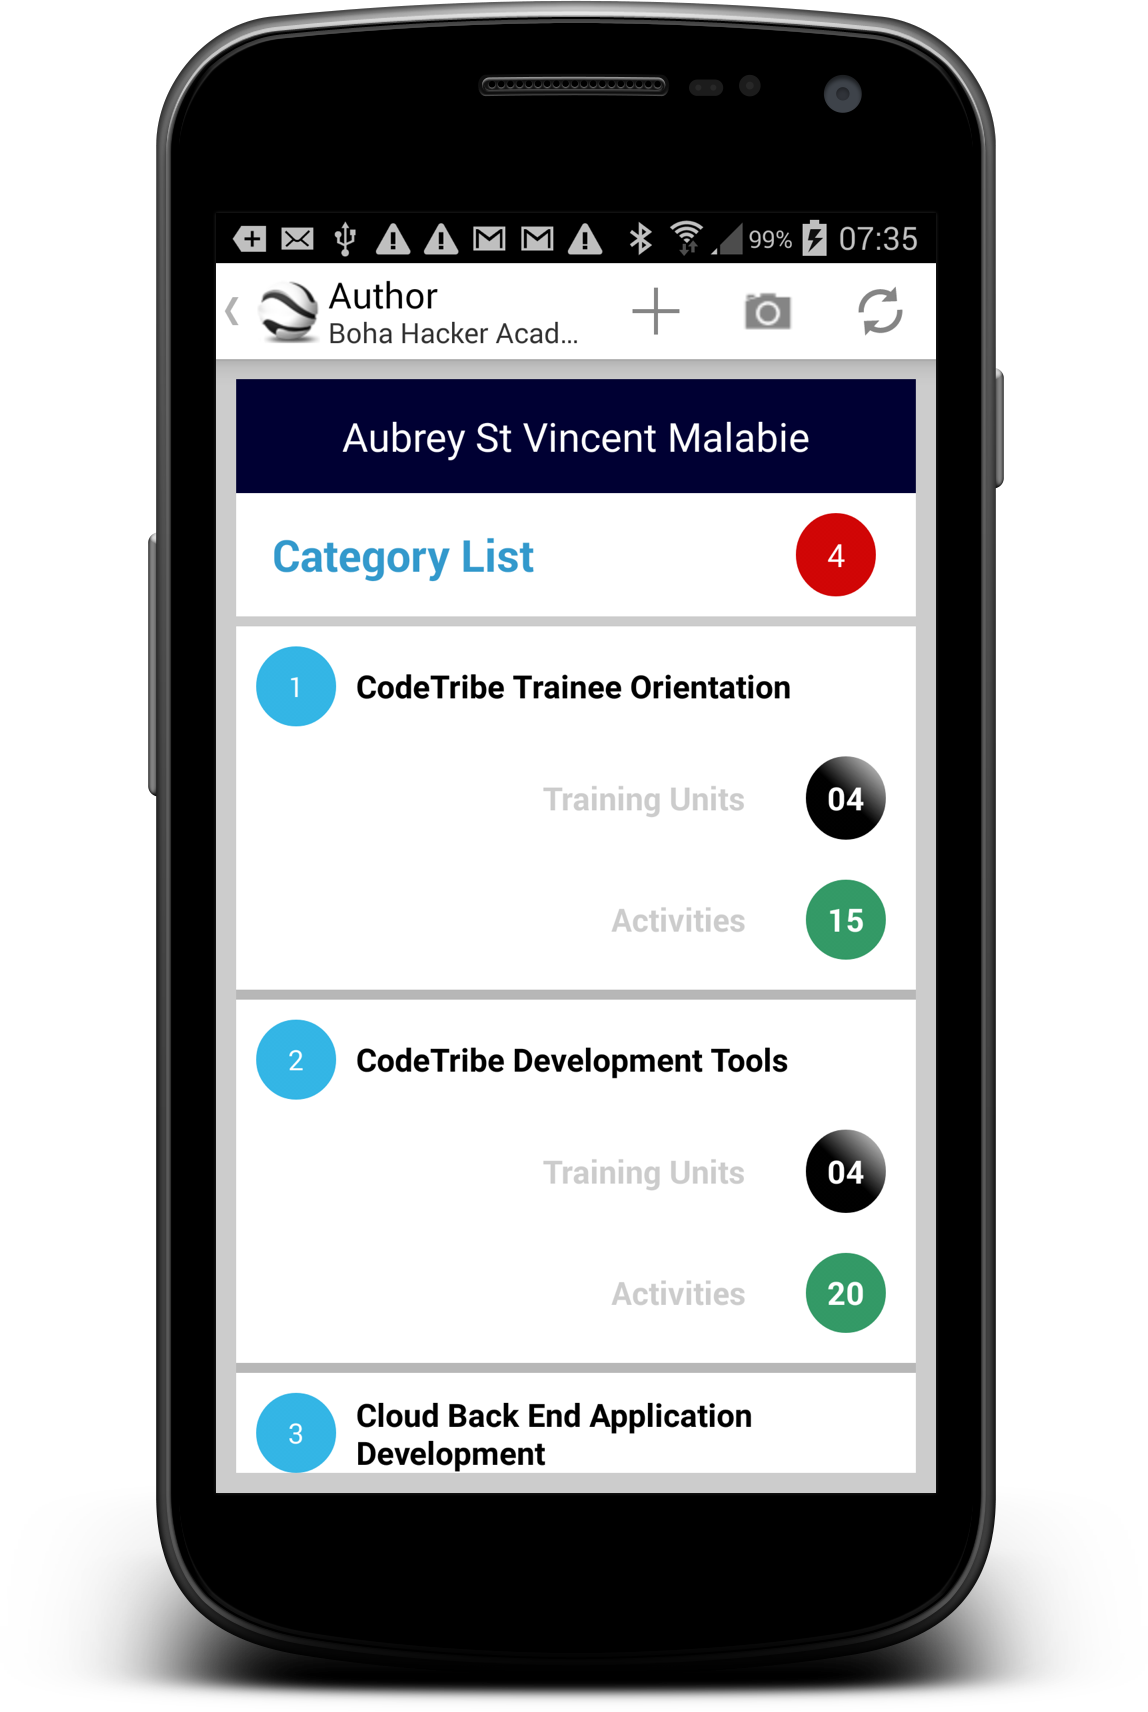 99% 07:35
Author
Boha Hacker Acad...
Aubrey St Vincent Malabie
Category List 4
1 CodeTribe Trainee Orientation
Training Units 04
Activities 15
2 CodeTribe Development Tools
Training Units 04
Activities 20
3 Cloud Back End Application
Development